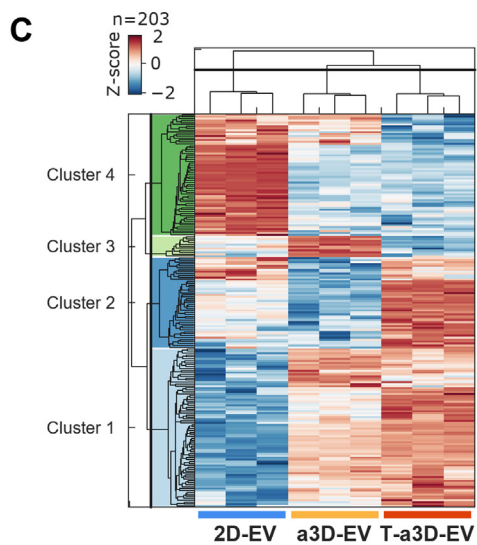 C
n=203
Z-score
2
0
−2
Cluster 4
Cluster 3
Cluster 2
Cluster 1
2D-EV a3D-EV T-a3D-EV